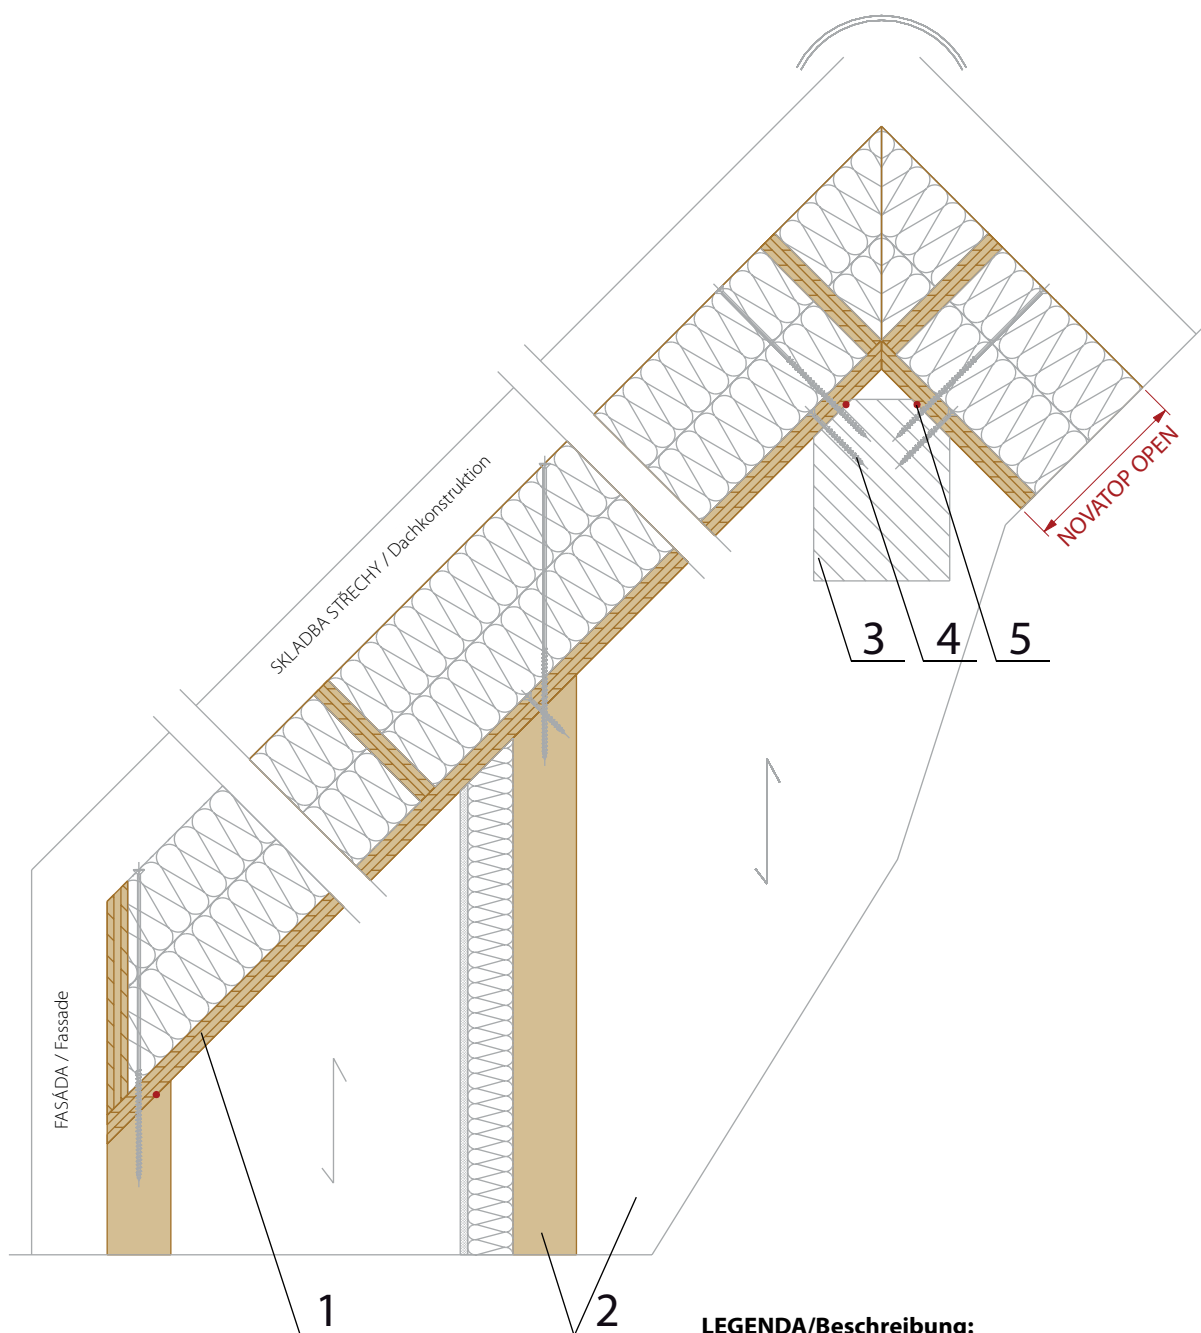 NOVATOP OPEN
SKLADBA STŘECHY / Dachkonstruktion
3
4
5
FASÁDA / Fassade
1
2
LEGENDA/Beschreibung: